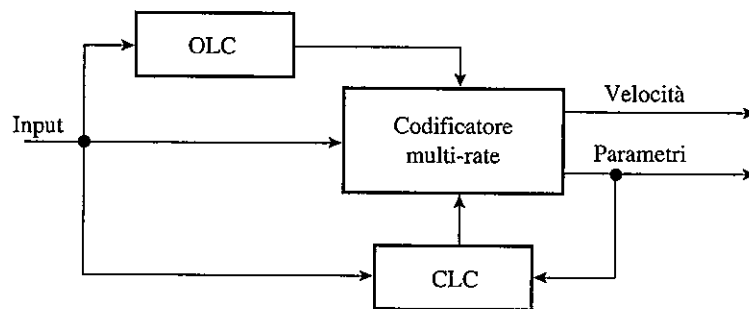 OLC
Velocità
Input
Codificatore
multi-rate
Parametri
CLC